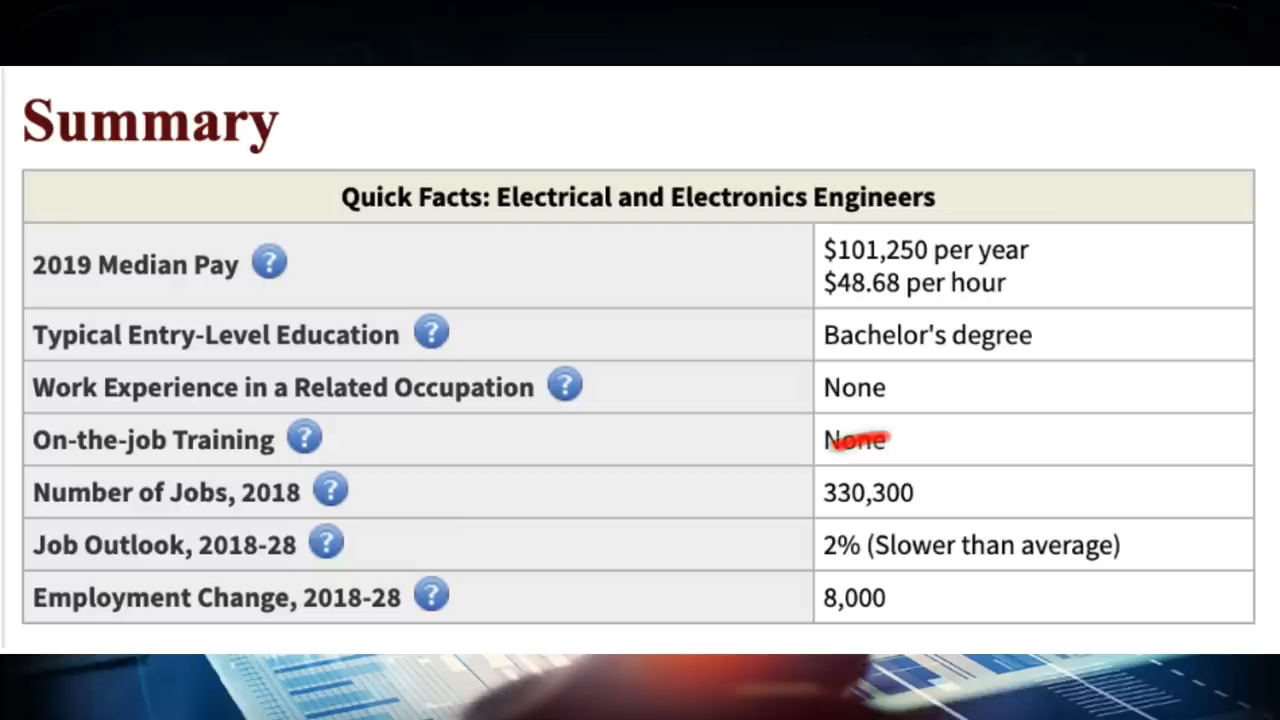 Summary
Quick Facts: Electrical and Electronics Engineers
2019 Median Pay ?
$101,250 per year
$48.68 per hour
Typical Entry-Level Education ?
Bachelor's degree
Work Experience in a Related Occupation ?
None
On-the-job Training ?
None
Number of Jobs, 2018 ?
330,300
Job Outlook, 2018-28 ?
2% (Slower than average)
Employment Change, 2018-28 ?
8,000